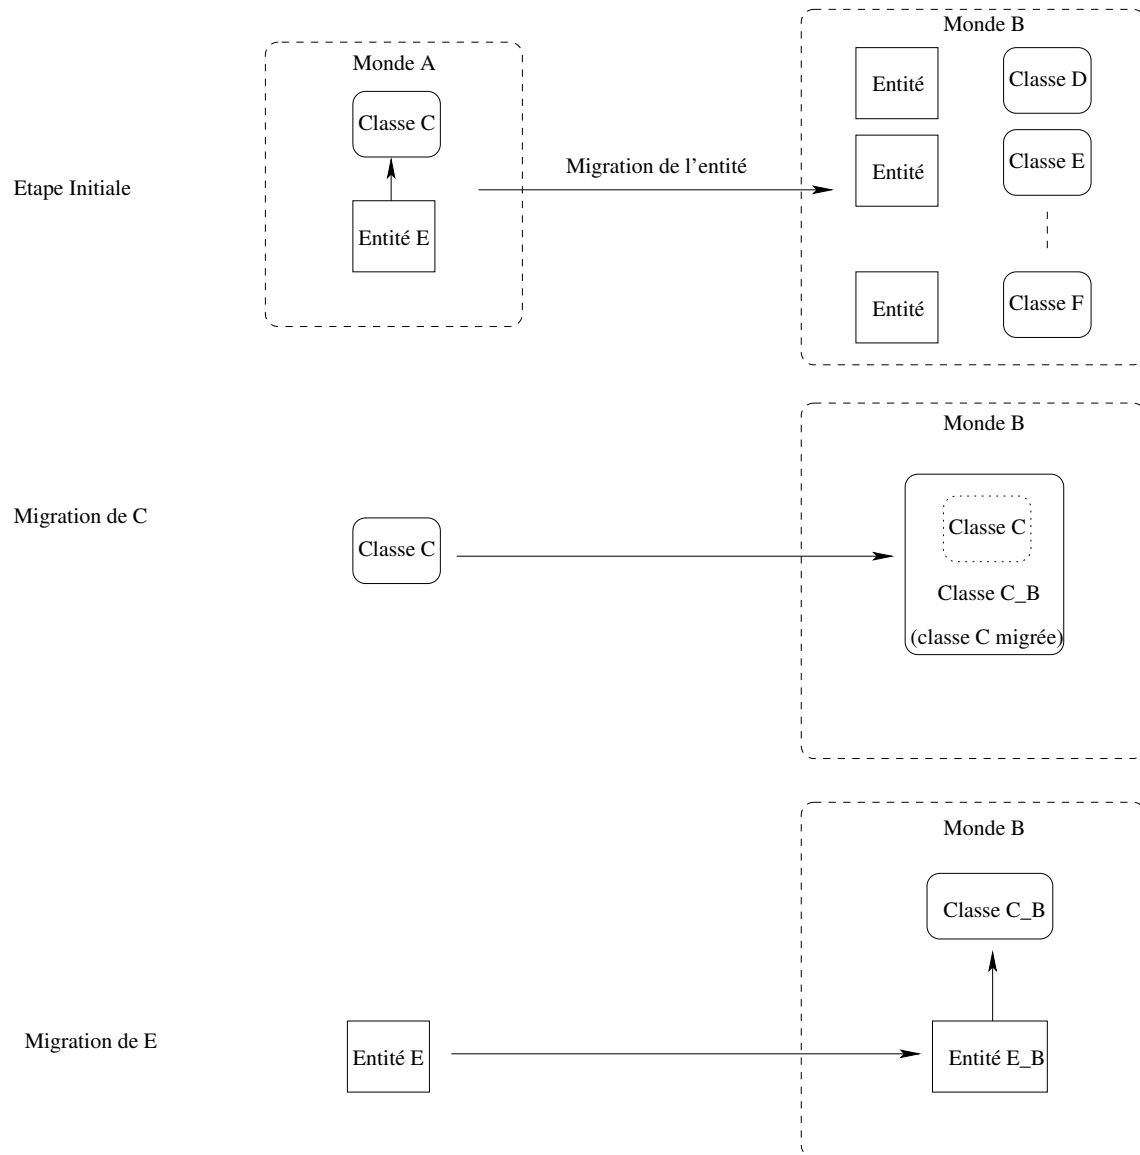 Monde B
Monde A
Entité
Classe D
Classe C
Entité
Classe E
Migration de l'entité
Etape Initiale
Entité E
Entité
Classe F
Monde B
Migration de C
Classe C
Classe C
Classe C_B
(classe C migrée)
Monde B
Classe C_B
Migration de E
Entité E
Entité E_B